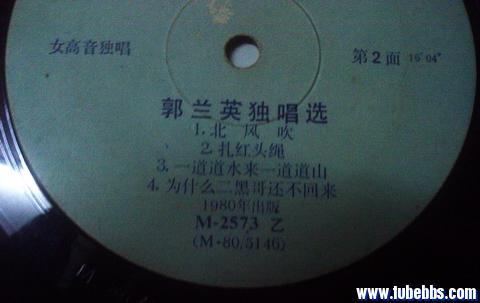 女高音独唱
第2面 16′04″
郭兰英独唱选
1.北风吹
2.扎红头绳
3.一道道水来一道道山
4.为什么二黑哥还不回来
1980年出版
M-2573 乙
(M-80/5146)
www.1ubebbs.com